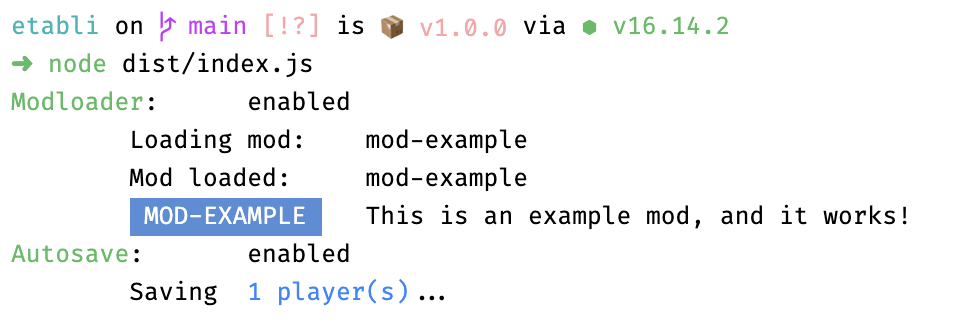 etabli on main [!?] is 📦 v1.0.0 via ⬢ v16.14.2
➜ node dist/index.js
Modloader: enabled
Loading mod: mod-example
Mod loaded: mod-example
MOD-EXAMPLE This is an example mod, and it works!
Autosave: enabled
Saving 1 player(s)...